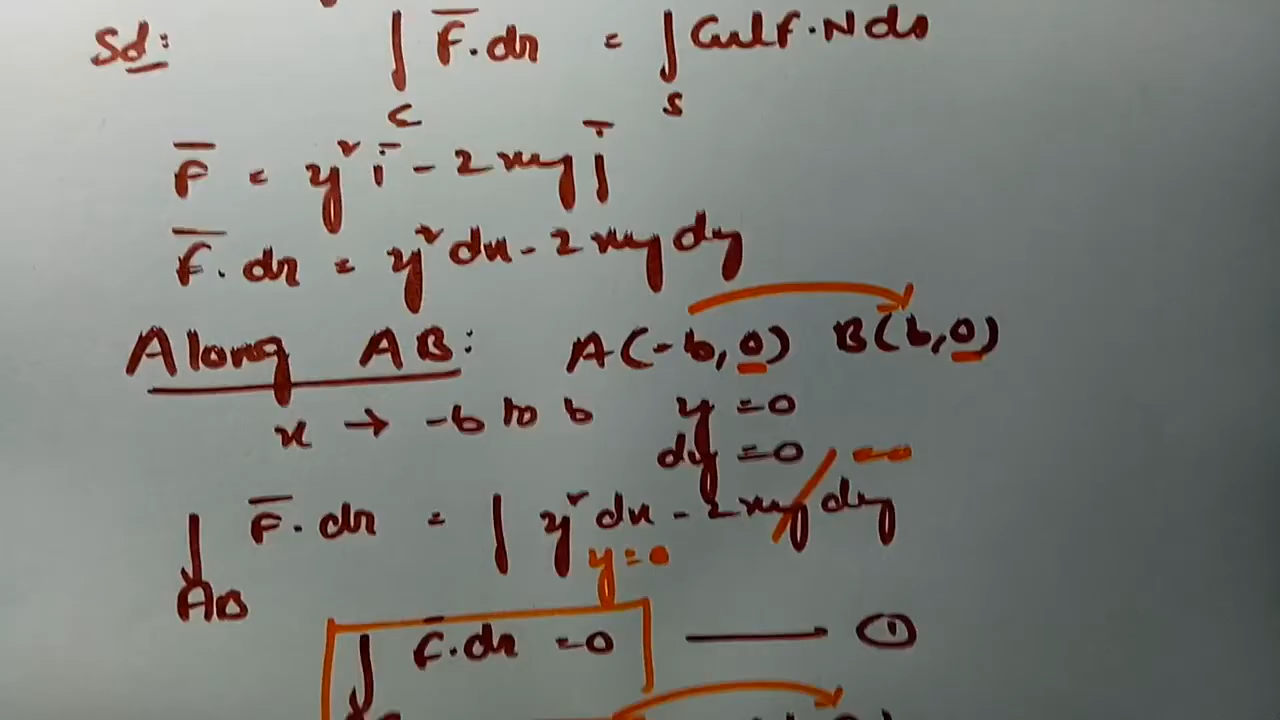 Sol: ∫_C F̅.dr = ∫_S Curl F.N ds
F̅ = y² i̅ - 2xy j̅
F̅.dr = y² dx - 2xy dy
Along AB: A(-b,0) B(b,0)
x → -b to b y = 0
dy = 0 = 0
∫_AB F̅.dr = ∫ y² dx - 2xy dy
y = 0
∫ F̅.dr = 0 —— ①